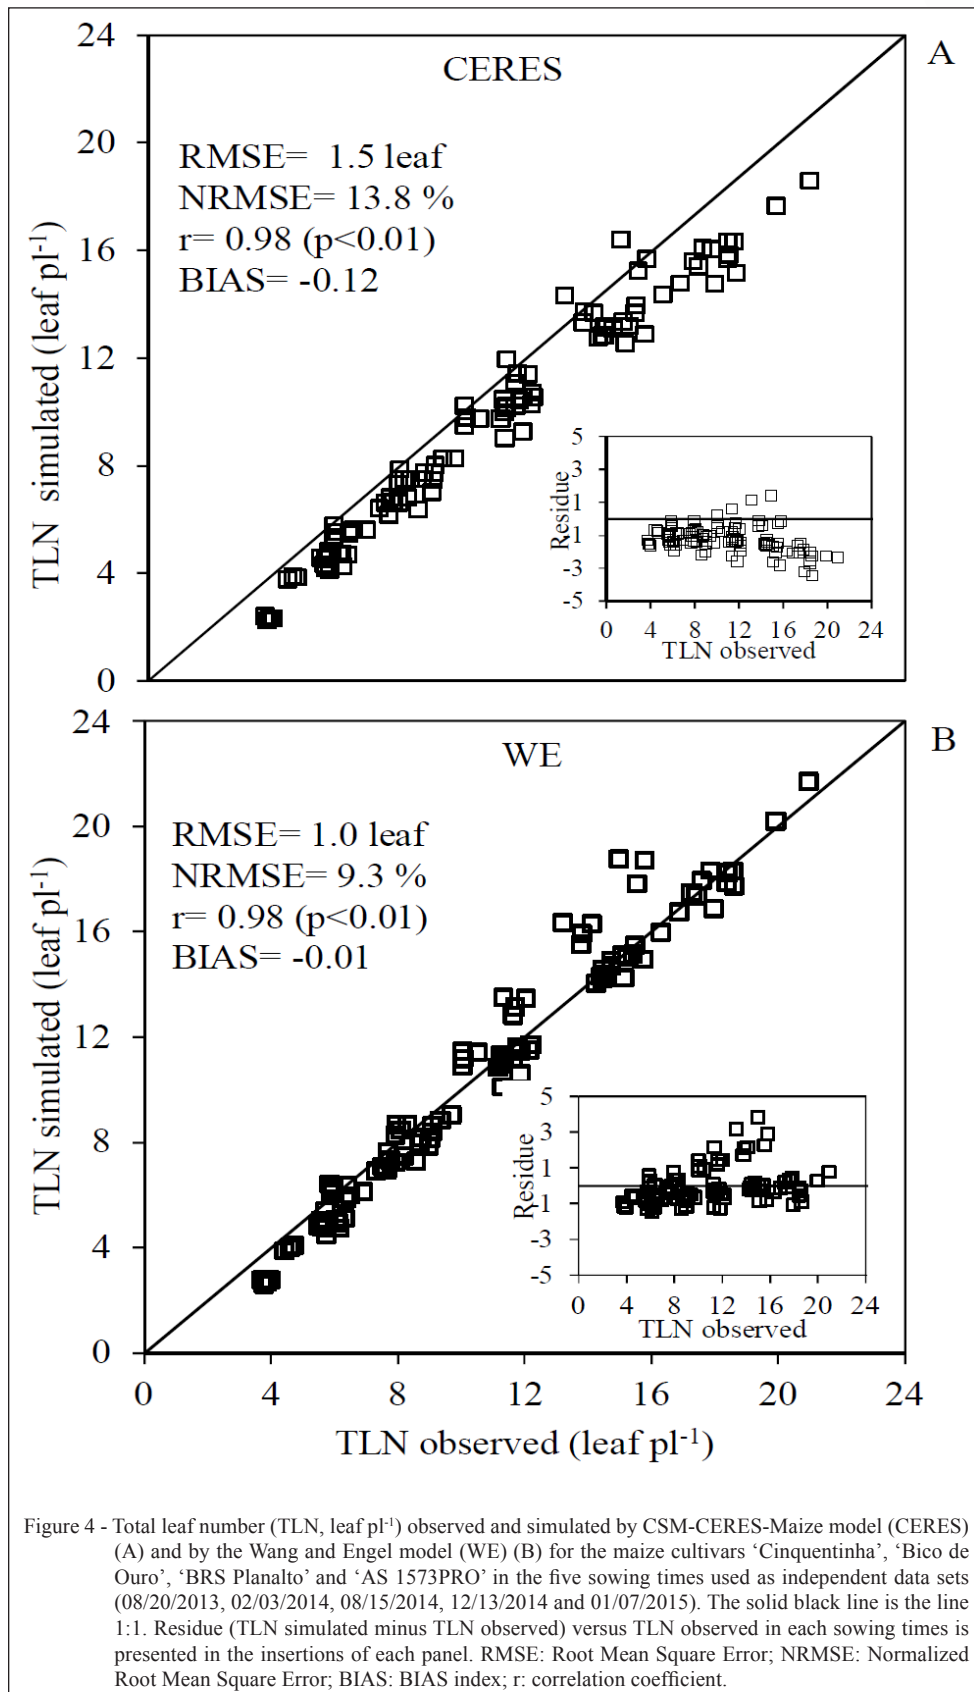 24
A
CERES
20
RMSE= 1.5 leaf
NRMSE= 13.8 %
r= 0.98 (p<0.01)
BIAS= -0.12
16
12
8
4
0
TLN simulated (leaf pl⁻¹)
5
3
1
-1
-3
-5
Residue
0 4 8 12 16 20 24
TLN observed
24
B
WE
20
RMSE= 1.0 leaf
NRMSE= 9.3 %
r= 0.98 (p<0.01)
BIAS= -0.01
16
12
8
4
0
TLN simulated (leaf pl⁻¹)
5
3
1
-1
-3
-5
Residue
0 4 8 12 16 20 24
TLN observed
0 4 8 12 16 20 24
TLN observed (leaf pl⁻¹)
Figure 4 - Total leaf number (TLN, leaf pl⁻¹) observed and simulated by CSM-CERES-Maize model (CERES)
(A) and by the Wang and Engel model (WE) (B) for the maize cultivars ‘Cinquentinha’, ‘Bico de
Ouro’, ‘BRS Planalto’ and ‘AS 1573PRO’ in the five sowing times used as independent data sets
(08/20/2013, 02/03/2014, 08/15/2014, 12/13/2014 and 01/07/2015). The solid black line is the line
1:1. Residue (TLN simulated minus TLN observed) versus TLN observed in each sowing times is
presented in the insertions of each panel. RMSE: Root Mean Square Error; NRMSE: Normalized
Root Mean Square Error; BIAS: BIAS index; r: correlation coefficient.